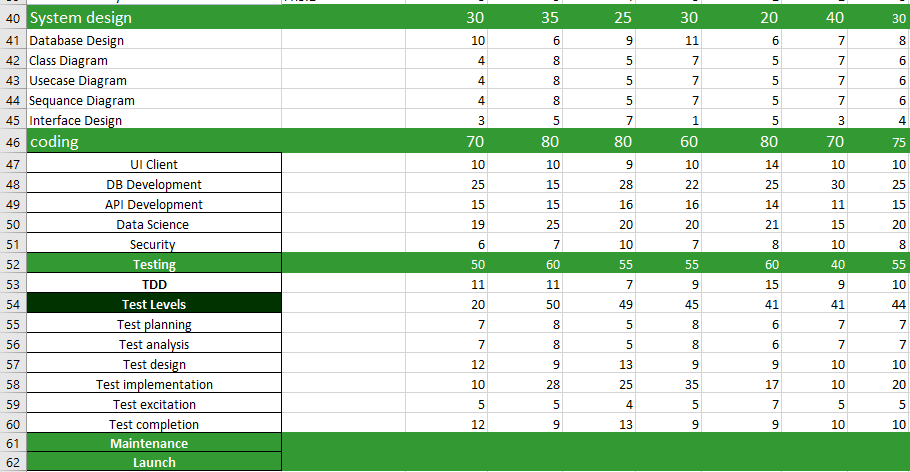 40 System design 30 35 25 30 20 40 30
41 Database Design 10 6 9 11 6 7 8
42 Class Diagram 4 8 5 7 5 7 6
43 Usecase Diagram 4 8 5 7 5 7 6
44 Sequance Diagram 4 8 5 7 5 7 6
45 Interface Design 3 5 7 1 5 3 4
46 coding 70 80 80 60 80 70 75
47 UI Client 10 10 9 10 14 10 10
48 DB Development 25 15 28 22 25 30 25
49 API Development 15 15 16 16 14 11 15
50 Data Science 19 25 20 20 21 15 20
51 Security 6 7 10 7 8 10 8
52 Testing 50 60 55 55 60 40 55
53 TDD 11 11 7 9 15 9 10
54 Test Levels 20 50 49 45 41 41 44
55 Test planning 7 8 5 8 6 7 7
56 Test analysis 7 8 5 8 6 7 7
57 Test design 12 9 13 9 9 10 10
58 Test implementation 10 28 25 35 17 10 20
59 Test excitation 5 5 4 5 7 5 5
60 Test completion 12 9 13 9 9 10 10
61 Maintenance
62 Launch